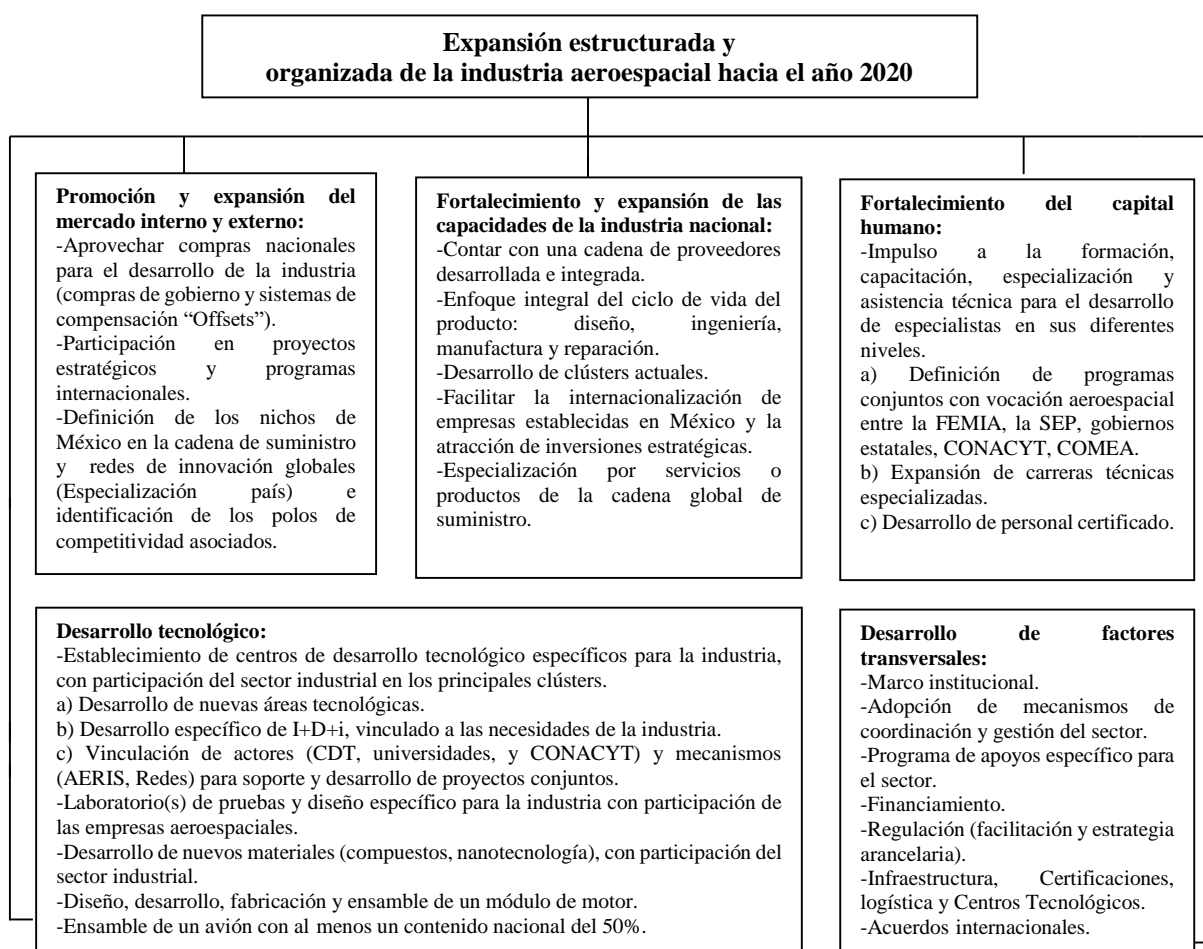 Expansión estructurada y
organizada de la industria aeroespacial hacia el año 2020
Promoción y expansión del
mercado interno y externo:
-Aprovechar compras nacionales
para el desarrollo de la industria
(compras de gobierno y sistemas de
compensación “Offsets”).
-Participación en proyectos
estratégicos y programas
internacionales.
-Definición de los nichos de
México en la cadena de suministro
y redes de innovación globales
(Especialización país) e
identificación de los polos de
competitividad asociados.
Fortalecimiento y expansión de las
capacidades de la industria nacional:
-Contar con una cadena de proveedores
desarrollada e integrada.
-Enfoque integral del ciclo de vida del
producto: diseño, ingeniería,
manufactura y reparación.
-Desarrollo de clústers actuales.
-Facilitar la internacionalización de
empresas establecidas en México y la
atracción de inversiones estratégicas.
-Especialización por servicios o
productos de la cadena global de
suministro.
Fortalecimiento del capital
humano:
-Impulso a la formación,
capacitación, especialización y
asistencia técnica para el desarrollo
de especialistas en sus diferentes
niveles.
a) Definición de programas
conjuntos con vocación aeroespacial
entre la FEMIA, la SEP, gobiernos
estatales, CONACYT, COMEA.
b) Expansión de carreras técnicas
especializadas.
c) Desarrollo de personal certificado.
Desarrollo tecnológico:
-Establecimiento de centros de desarrollo tecnológico específicos para la industria,
con participación del sector industrial en los principales clústers.
a) Desarrollo de nuevas áreas tecnológicas.
b) Desarrollo específico de I+D+i, vinculado a las necesidades de la industria.
c) Vinculación de actores (CDT, universidades, y CONACYT) y mecanismos
(AERIS, Redes) para soporte y desarrollo de proyectos conjuntos.
-Laboratorio(s) de pruebas y diseño específico para la industria con participación de
las empresas aeroespaciales.
-Desarrollo de nuevos materiales (compuestos, nanotecnología), con participación del
sector industrial.
-Diseño, desarrollo, fabricación y ensamble de un módulo de motor.
-Ensamble de un avión con al menos un contenido nacional del 50%.
Desarrollo de factores
transversales:
-Marco institucional.
-Adopción de mecanismos de
coordinación y gestión del sector.
-Programa de apoyos específico para
el sector.
-Financiamiento.
-Regulación (facilitación y estrategia
arancelaria).
-Infraestructura, Certificaciones,
logística y Centros Tecnológicos.
-Acuerdos internacionales.